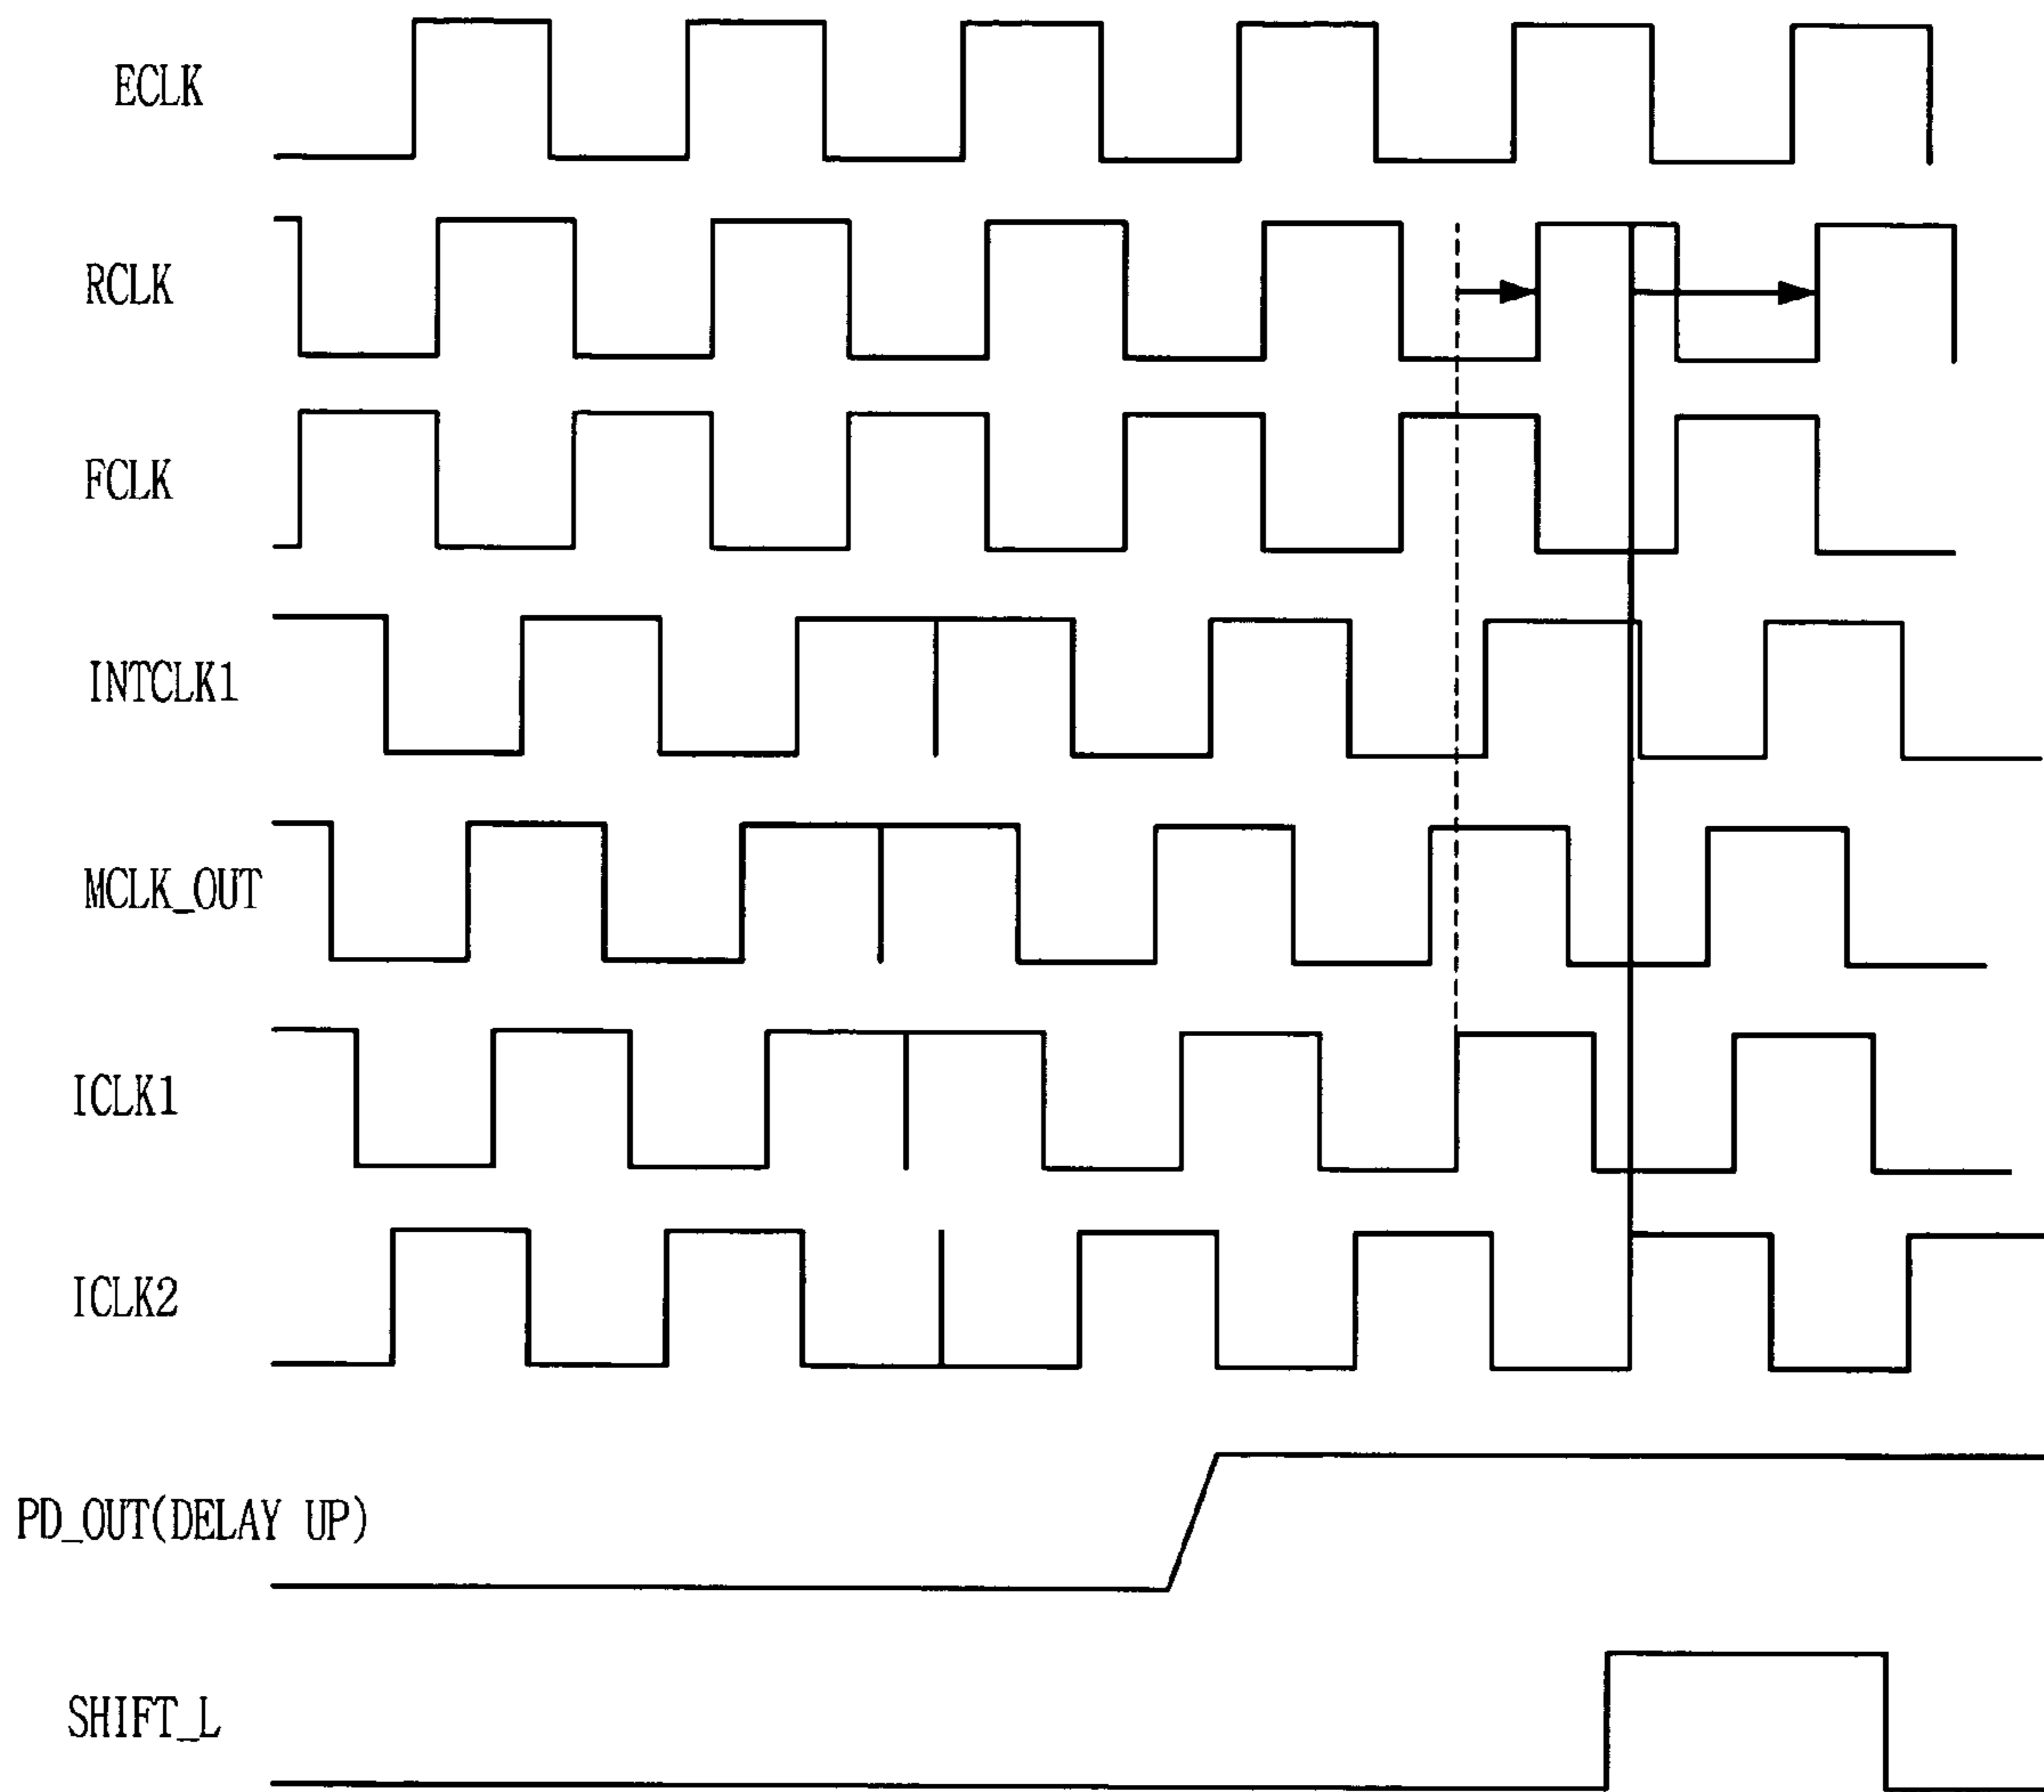 ECLK
RCLK
FCLK
INTCLK1
MCLK_OUT
ICLK1
ICLK2
PD_OUT(DELAY UP)
SHIFT_L